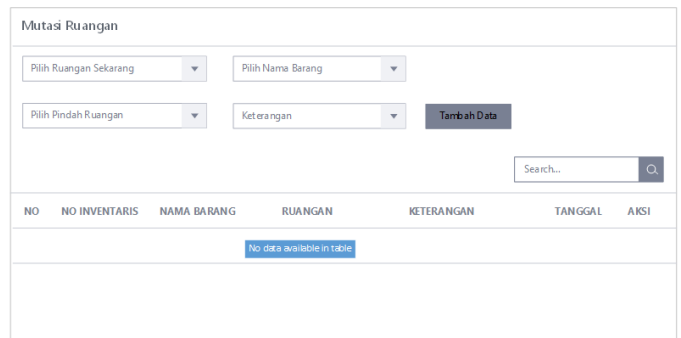 Mutasi Ruangan
Pilih Ruangan Sekarang
Pilih Nama Barang
Pilih Pindah Ruangan
Keterangan
Tambah Data
Search...
NO NO INVENTARIS NAMA BARANG RUANGAN KETERANGAN TANGGAL AKSI
No data available in table